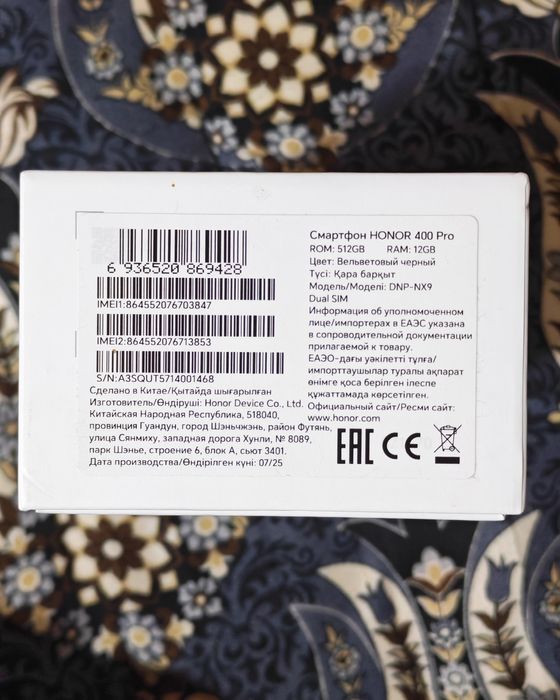 6 936520 869428
IMEI1:864552076703847
IMEI2:864552076713853
S/N:A3SQUT5714001468
Сделано в Китае/Қытайда шығарылған
Изготовитель/Өндіруші: Honor Device Co., Ltd.
Китайская Народная Республика, 518040,
провинция Гуандун, город Шэньчжэнь, район Футянь,
улица Сянмиху, западная дорога Хунли, № 8089,
парк Шэнье, строение 6, блок А, сьют 3401.
Дата производства/Өндірілген күні: 07/25
Смартфон HONOR 400 Pro
ROM: 512GB RAM: 12GB
Цвет: Вельветовый черный
Түсі: Қара барқыт
Модель/Моделі: DNP-NX9
Dual SIM
Информация об уполномоченном
лице/импортерах в ЕАЭС указана
в сопроводительной документации
прилагаемой к товару.
ЕАЭО-дағы уәкілетті тұлға/
импорттаушылар туралы ақпарат
өнімге қоса берілген ілеспе
құжаттамада көрсетілген.
Официальный сайт/Ресми сайт:
www.honor.com
EAC CE